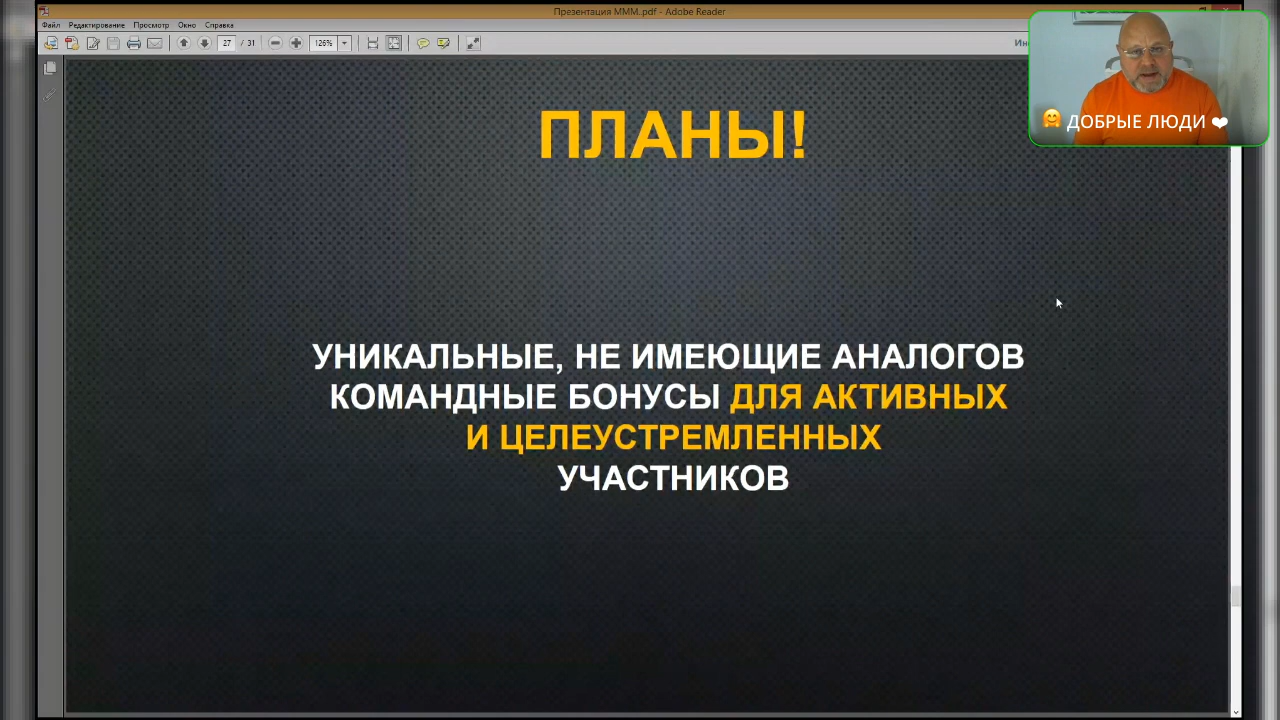 Презентация МММ.pdf - Adobe Reader
Файл Редактирование Просмотр Окно Справка
27 / 31 126%
🤗 ДОБРЫЕ ЛЮДИ ❤
ПЛАНЫ!
УНИКАЛЬНЫЕ, НЕ ИМЕЮЩИЕ АНАЛОГОВ
КОМАНДНЫЕ БОНУСЫ ДЛЯ АКТИВНЫХ
И ЦЕЛЕУСТРЕМЛЕННЫХ
УЧАСТНИКОВ